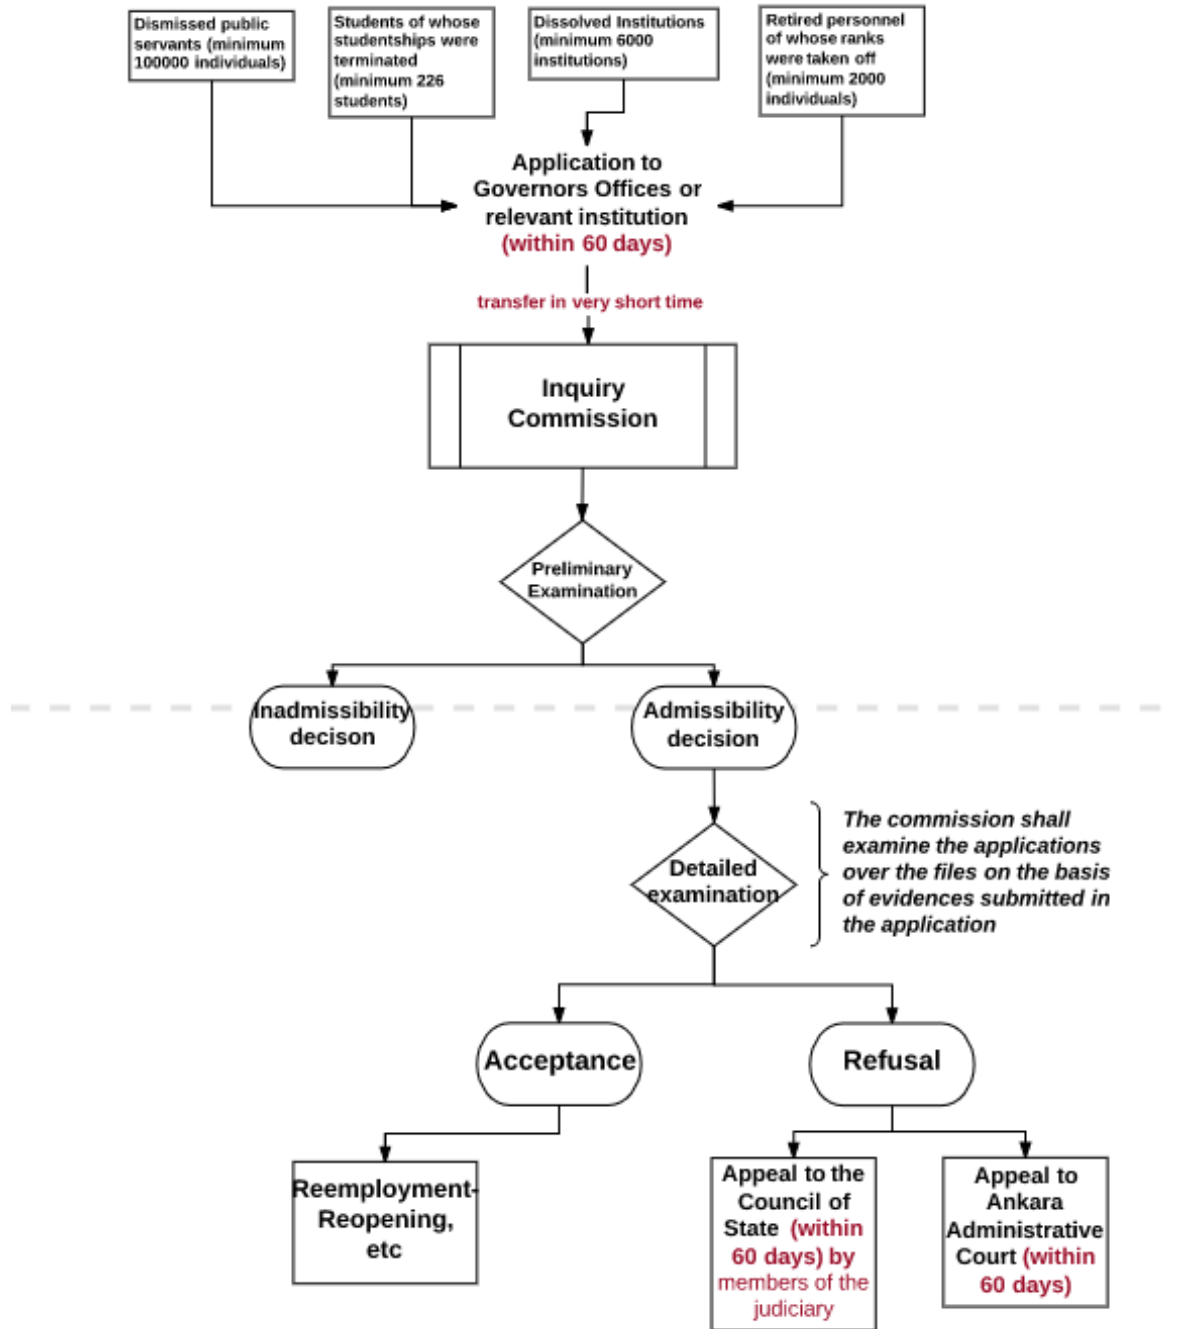 Dismissed public
servants (minimum
100000 individuals)
Students of whose
studentships were
terminated
(minimum 226
students)
Dissolved Institutions
(minimum 6000
institutions)
Retired personnel
of whose ranks
were taken off
(minimum 2000
individuals)
Application to
Governors Offices or
relevant institution
(within 60 days)
transfer in very short time
Inquiry
Commission
Preliminary
Examination
Inadmissibility
decison
Admissibility
decision
Detailed
examination
The commission shall
examine the applications
over the files on the basis
of evidences submitted in
the application
Acceptance
Refusal
Reemployment-
Reopening,
etc
Appeal to the
Council of
State (within
60 days) by
members of the
judiciary
Appeal to
Ankara
Administrative
Court (within
60 days)